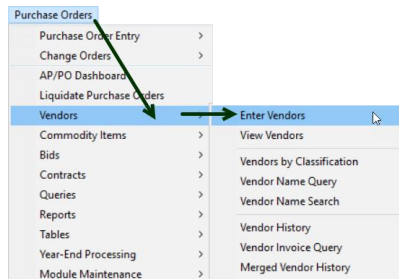 Purchase Orders
Purchase Order Entry
Change Orders
AP/PO Dashboard
Liquidate Purchase Orders
Vendors
Commodity Items
Bids
Contracts
Queries
Reports
Tables
Year-End Processing
Module Maintenance
Enter Vendors
View Vendors
Vendors by Classification
Vendor Name Query
Vendor Name Search
Vendor History
Vendor Invoice Query
Merged Vendor History